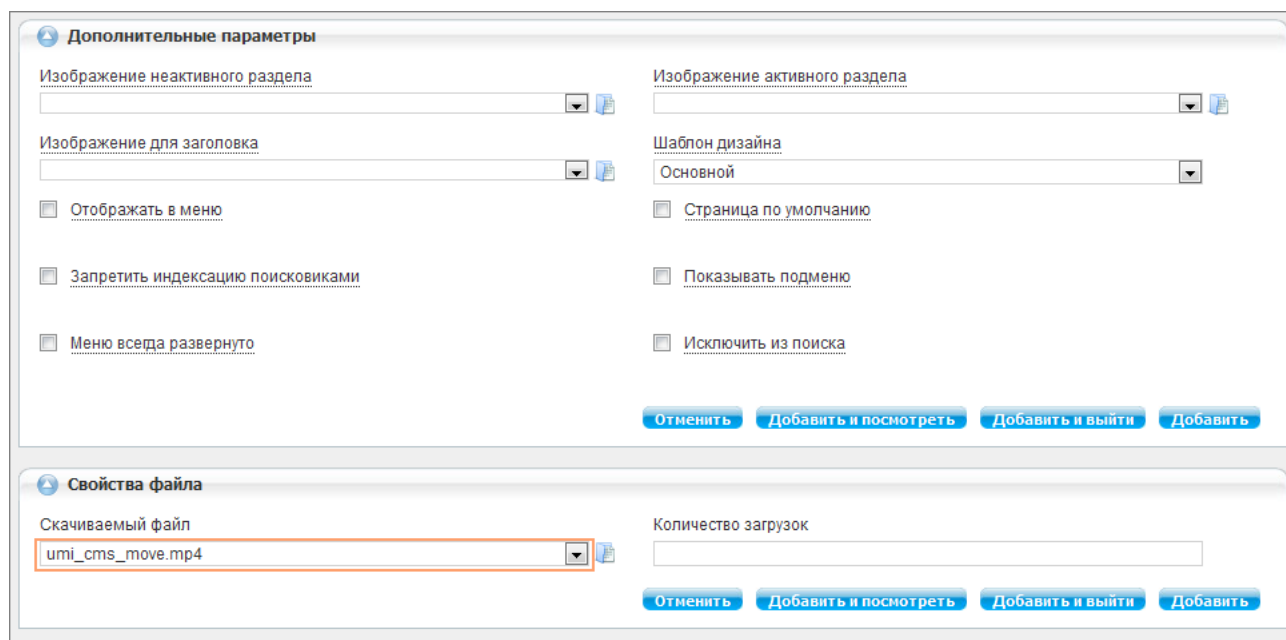 Дополнительные параметры
Изображение неактивного раздела Изображение активного раздела
Изображение для заголовка Шаблон дизайна
Основной
Отображать в меню Страница по умолчанию
Запретить индексацию поисковиками Показывать подменю
Меню всегда развернуто Исключить из поиска
Отменить Добавить и посмотреть Добавить и выйти Добавить
Свойства файла
Скачиваемый файл Количество загрузок
umi_cms_move.mp4
Отменить Добавить и посмотреть Добавить и выйти Добавить